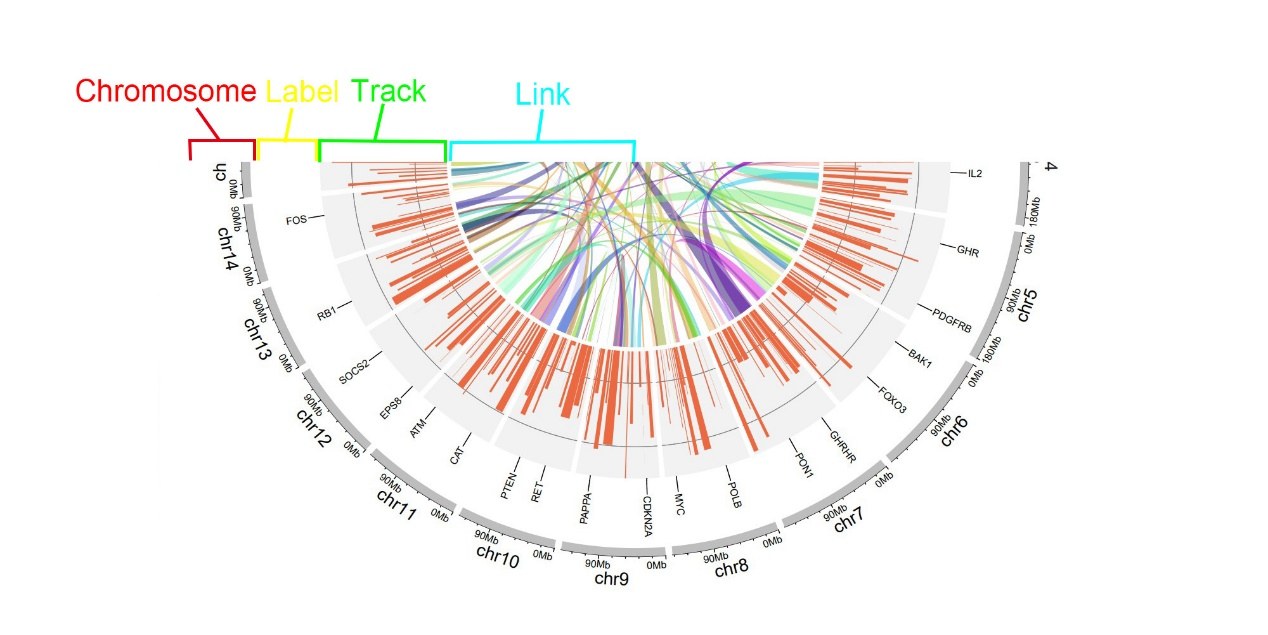 Chromosome Label Track Link
ch
0Mb
90Mb
chr14
0Mb
90Mb
chr13
0Mb
90Mb
chr12
0Mb
90Mb
chr11
0Mb
90Mb
chr10
0Mb
90Mb
chr9
0Mb
90Mb
chr8
0Mb
90Mb
chr7
0Mb
90Mb
chr6
0Mb
180Mb
90Mb
chr5
0Mb
180Mb
4
FOS
RB1
SOCS2
EPS8
ATM
CAT
PTEN
RET
PAPPA
CDKN2A
MYC
POLB
PON1
GHRHR
FOXO3
BAK1
PDGFRB
GHR
IL2